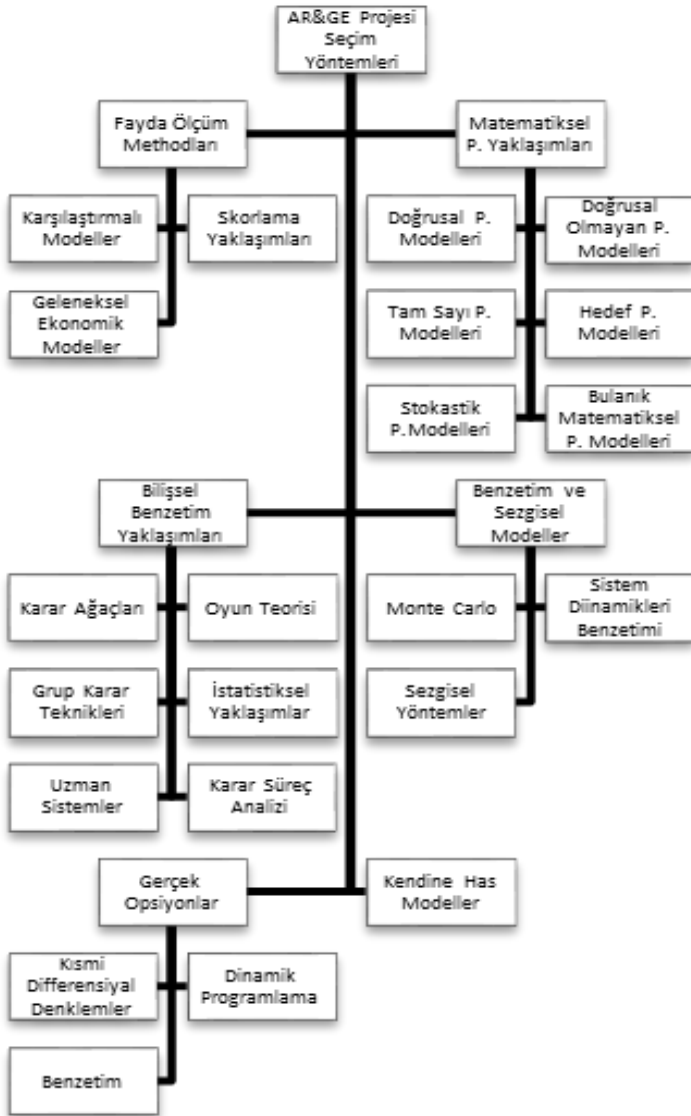 AR&GE Projesi
Seçim
Yöntemleri
Fayda Ölçüm
Methodları
Matematiksel
P. Yaklaşımları
Karşılaştırmalı
Modeller
Skorlama
Yaklaşımları
Doğrusal P.
Modelleri
Doğrusal
Olmayan P.
Modelleri
Geleneksel
Ekonomik
Modeller
Tam Sayı P.
Modelleri
Hedef P.
Modelleri
Stokastik
P.Modelleri
Bulanık
Matematiksel
P. Modelleri
Bilişsel
Benzetim
Yaklaşımları
Benzetim ve
Sezgisel
Modeller
Karar Ağaçları
Oyun Teorisi
Monte Carlo
Sistem
Diinamikleri
Benzetimi
Grup Karar
Teknikleri
İstatistiksel
Yaklaşımlar
Sezgisel
Yöntemler
Uzman
Sistemler
Karar Süreç
Analizi
Gerçek
Opsiyonlar
Kendine Has
Modeller
Kısmi
Differensiyal
Denklemler
Dinamik
Programlama
Benzetim